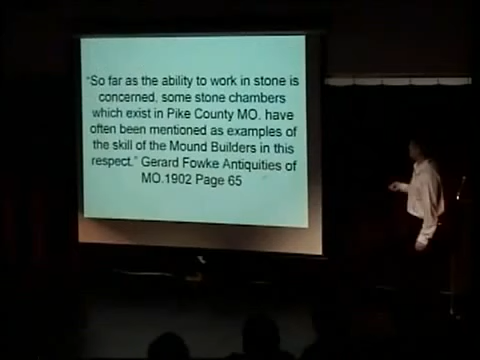 "So far as the ability to work in stone is
concerned, some stone chambers
which exist in Pike County MO. have
often been mentioned as examples of
the skill of the Mound Builders in this
respect." Gerard Fowke Antiquities of
MO.1902 Page 65